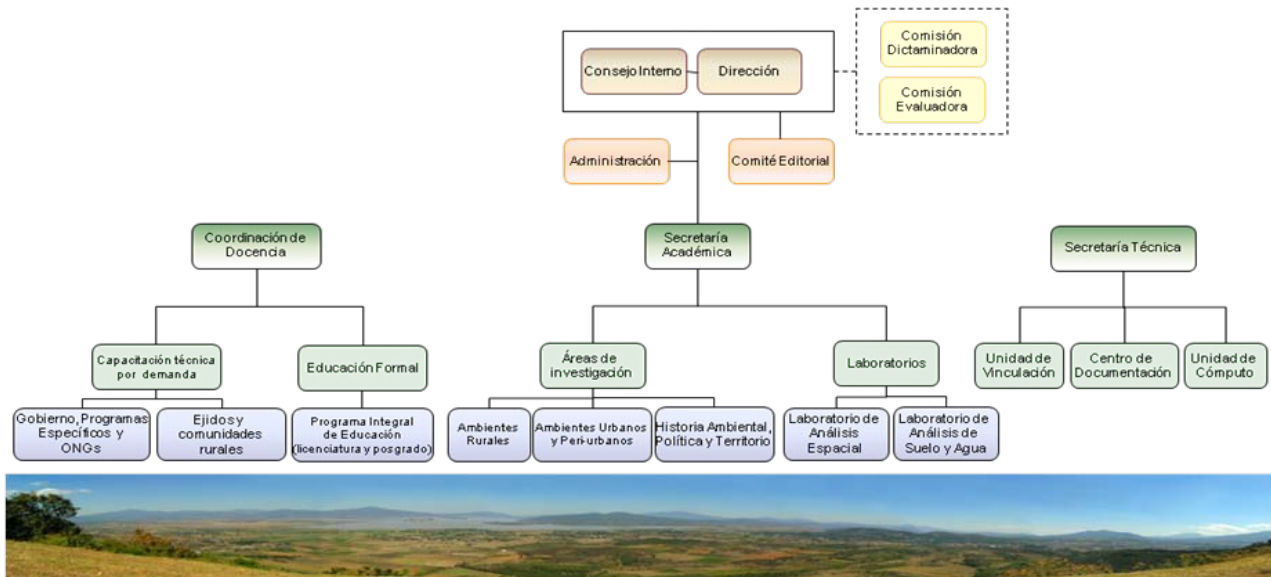 Consejo Interno
Dirección
Comisión
Dictaminadora
Comisión
Evaluadora
Administración
Comité Editorial
Coordinación de
Docencia
Secretaría
Académica
Secretaría Técnica
Capacitación técnica
por demanda
Educación Formal
Áreas de
investigación
Laboratorios
Unidad de
Vinculación
Centro de
Documentación
Unidad de
Cómputo
Gobierno, Programas
Específicos y
ONGs
Ejidos y
comunidades
rurales
Programa Integral
de Educación
(licenciatura y posgrado)
Ambientes
Rurales
Ambientes Urbanos
y Peri-urbanos
Historia Ambiental,
Política y Territorio
Laboratorio de
Análisis
Espacial
Laboratorio de
Análisis de
Suelo y Agua